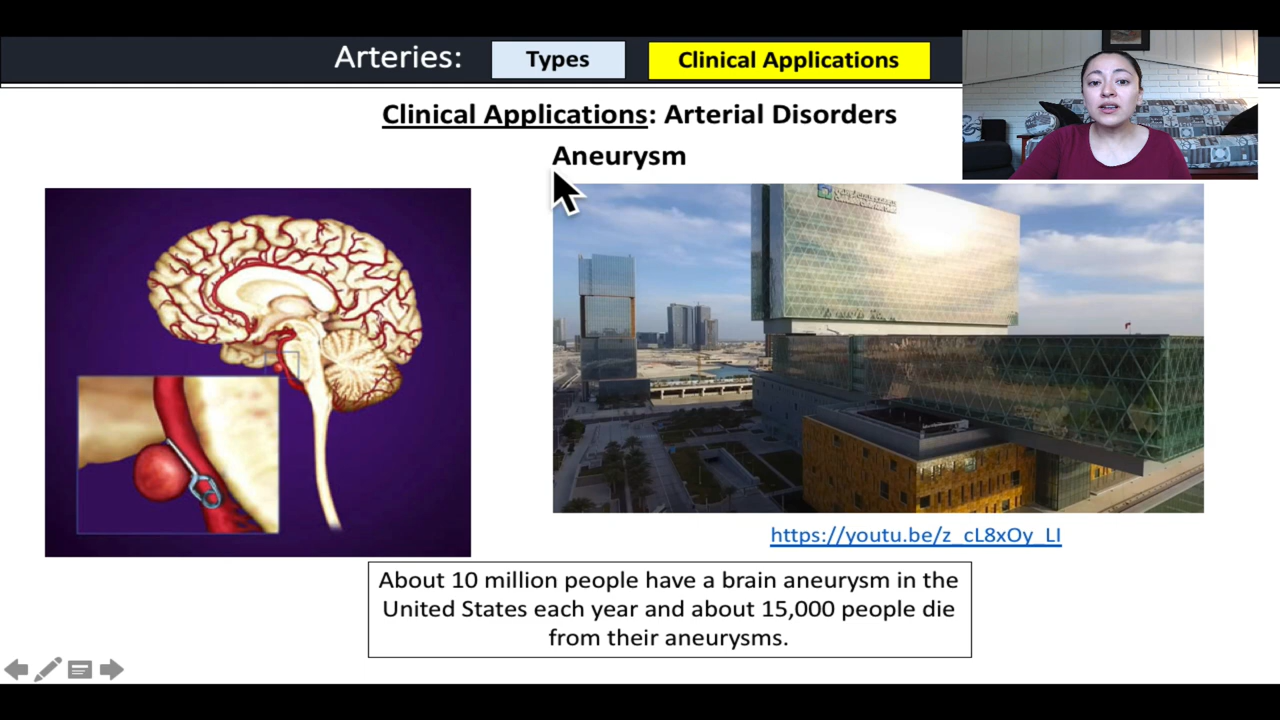 Arteries:
Types
Clinical Applications
Clinical Applications: Arterial Disorders
Aneurysm
https://youtu.be/z_cL8xOy_LI
About 10 million people have a brain aneurysm in the
United States each year and about 15,000 people die
from their aneurysms.